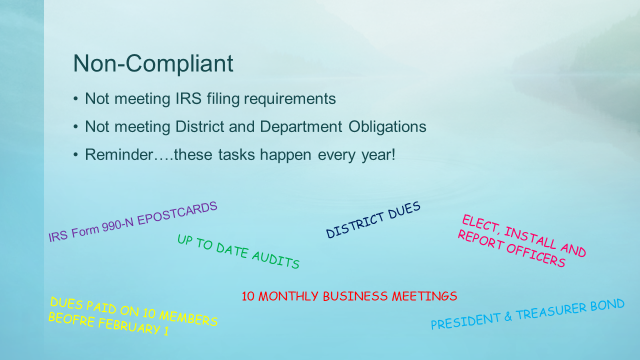 Non-Compliant
• Not meeting IRS filing requirements
• Not meeting District and Department Obligations
• Reminder….these tasks happen every year!
IRS Form 990-N EPOSTCARDS
UP TO DATE AUDITS
DISTRICT DUES
ELECT, INSTALL AND
REPORT OFFICERS
DUES PAID ON 10 MEMBERS
BEOFRE FEBRUARY 1
10 MONTHLY BUSINESS MEETINGS
PRESIDENT & TREASURER BOND